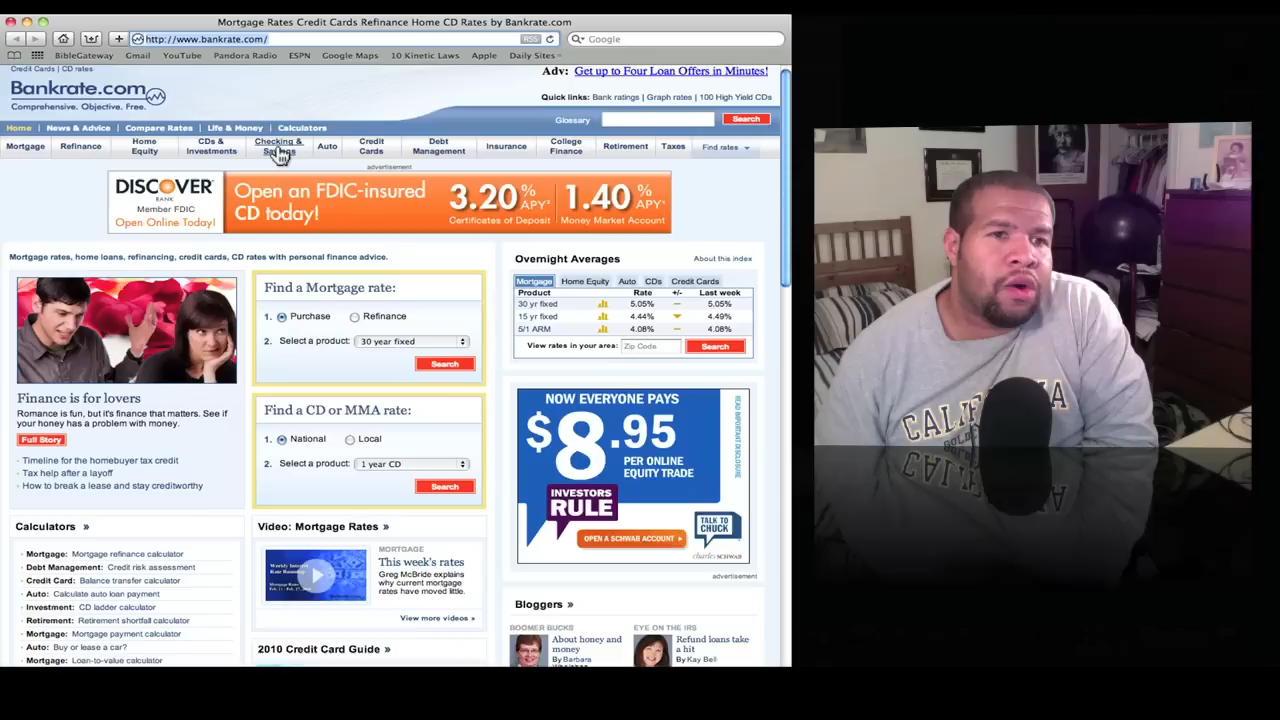 Mortgage Rates Credit Cards Refinance Home CD Rates by Bankrate.com
http://www.bankrate.com/
RSS
Google
BibleGateway Gmail YouTube Pandora Radio ESPN Google Maps 10 Kinetic Laws Apple Daily Sites
Credit Cards | CD rates
Adv: Get up to Four Loan Offers in Minutes!
Bankrate.com
Comprehensive. Objective. Free.
Quick links: Bank ratings | Graph rates | 100 High Yield CDs
Glossary
Search
Home News & Advice Compare Rates Life & Money Calculators
Mortgage
Refinance
Home
Equity
CDs &
Investments
Checking &
Savings
Auto
Credit
Cards
Debt
Management
Insurance
College
Finance
Retirement
Taxes
Find rates
advertisement
DISCOVER
BANK
Member FDIC
Open Online Today!
Open an FDIC-insured
CD today!
3.20% APY²
Certificates of Deposit
1.40% APY¹
Money Market Account
Mortgage rates, home loans, refinancing, credit cards, CD rates with personal finance advice.
Finance is for lovers
Romance is fun, but it's finance that matters. See if
your honey has a problem with money.
Full Story
Timeline for the homebuyer tax credit
Tax help after a layoff
How to break a lease and stay creditworthy
Find a Mortgage rate:
1. Purchase Refinance
2. Select a product: 30 year fixed
Search
Find a CD or MMA rate:
1. National Local
2. Select a product: 1 year CD
Search
Overnight Averages
About this index
Mortgage Home Equity Auto CDs Credit Cards
Product Rate +/- Last week
30 yr fixed 5.05% 5.05%
15 yr fixed 4.44% 4.49%
5/1 ARM 4.08% 4.08%
View rates in your area: Zip Code Search
NOW EVERYONE PAYS
$8.95
PER ONLINE
EQUITY TRADE
READ IMPORTANT DISCLOSURE
INVESTORS
RULE
OPEN A SCHWAB ACCOUNT
TALK TO
CHUCK
charles SCHWAB
advertisement
Calculators »
Mortgage: Mortgage refinance calculator
Debt Management: Credit risk assessment
Credit Card: Balance transfer calculator
Auto: Calculate auto loan payment
Investment: CD ladder calculator
Retirement: Retirement shortfall calculator
Mortgage: Mortgage payment calculator
Auto: Buy or lease a car?
Mortgage: Loan-to-value calculator
Video: Mortgage Rates »
MORTGAGE
This week's rates
Greg McBride explains
why current mortgage
rates have moved little.
View more videos »
2010 Credit Card Guide »
Bloggers »
BOOMER BUCKS
About honey and
money
By Barbara
EYE ON THE IRS
Refund loans take
a hit
By Kay Bell
CALIFORNIA